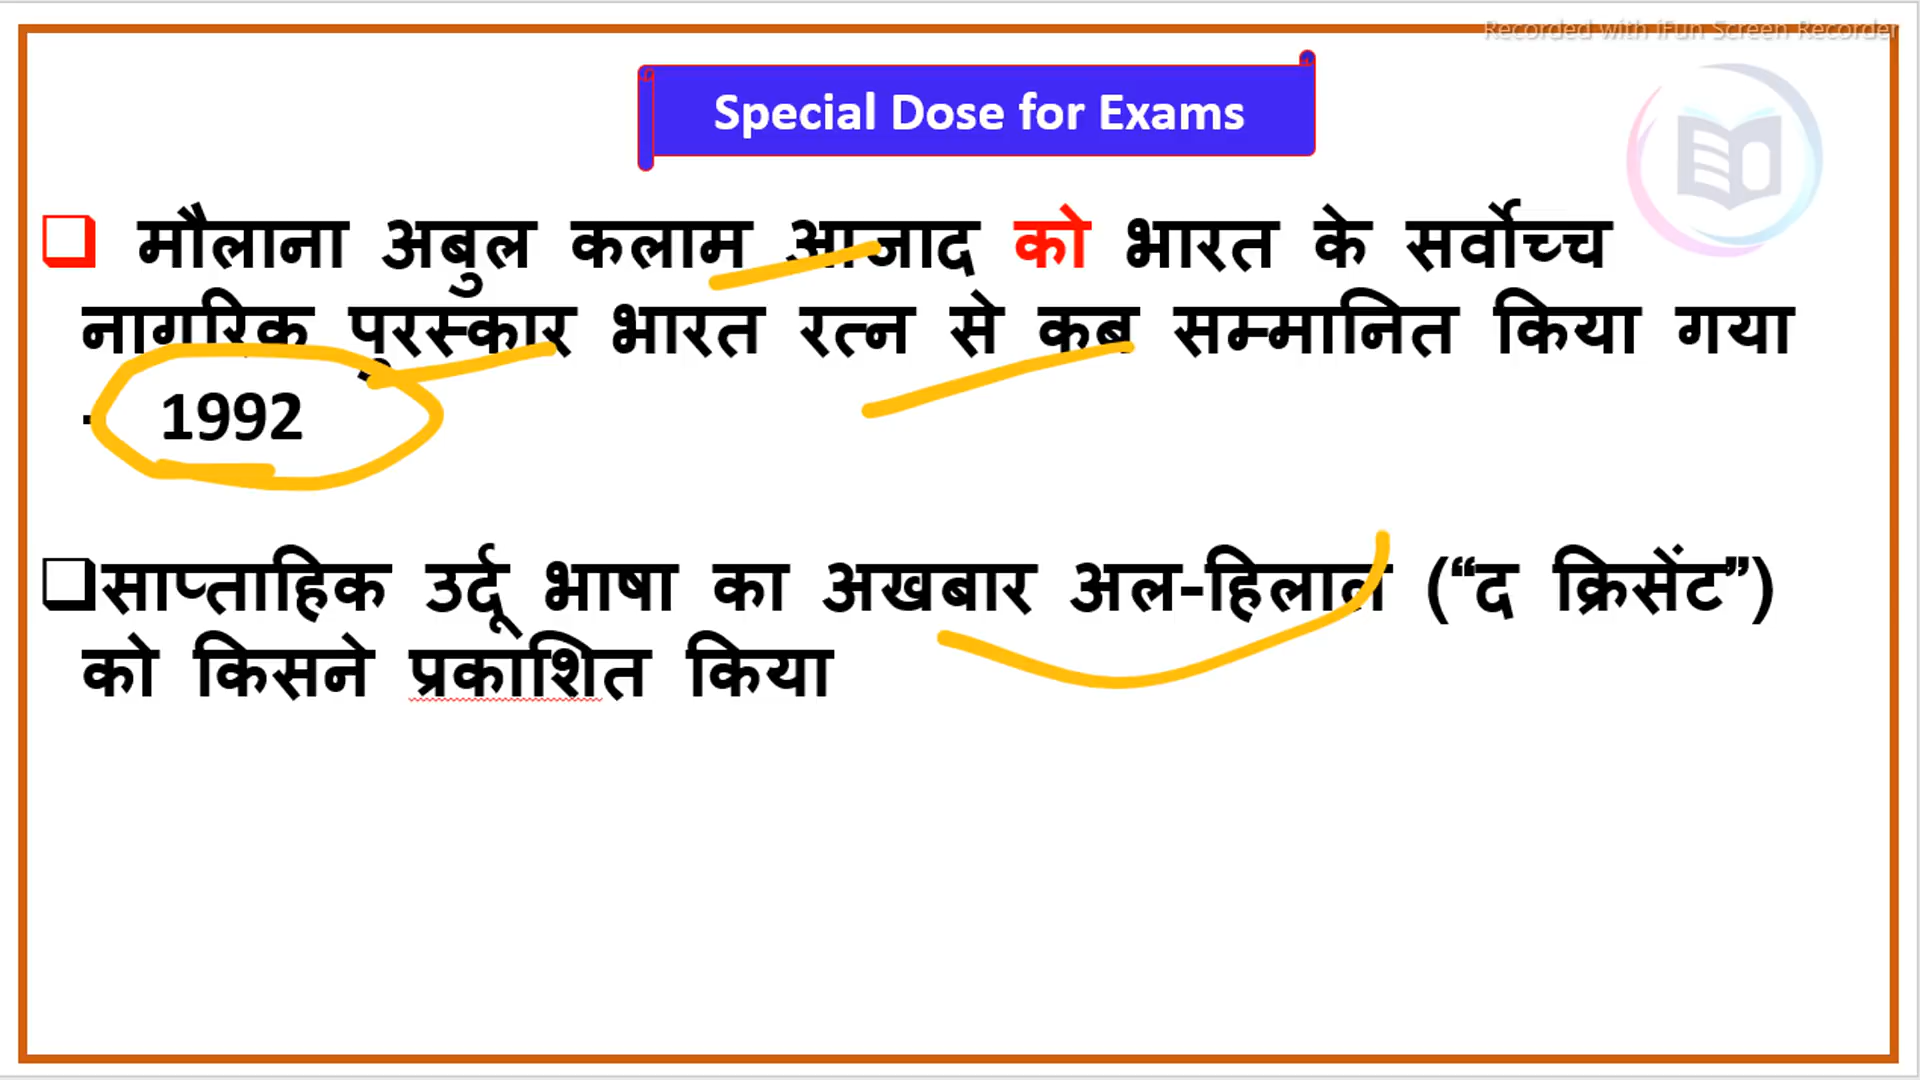 Recorded with iFun Screen Recorder
Special Dose for Exams
मौलाना अबुल कलाम आजाद को भारत के सर्वोच्च
नागरिक पुरस्कार भारत रत्न से कब सम्मानित किया गया
- 1992
साप्ताहिक उर्दू भाषा का अखबार अल-हिलाल (“द क्रिसेंट”)
को किसने प्रकाशित किया